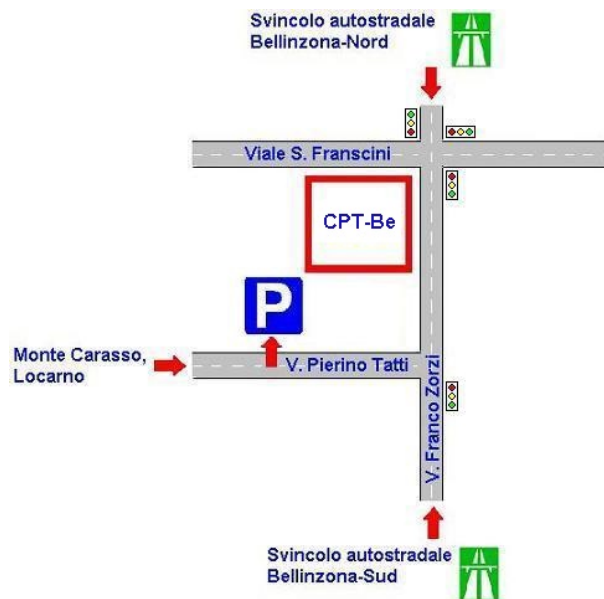 Svincolo autostradale
Bellinzona-Nord
Viale S. Franscini
CPT-Be
P
Monte Carasso,
Locarno
V. Pierino Tatti
V. Franco Zorzi
Svincolo autostradale
Bellinzona-Sud